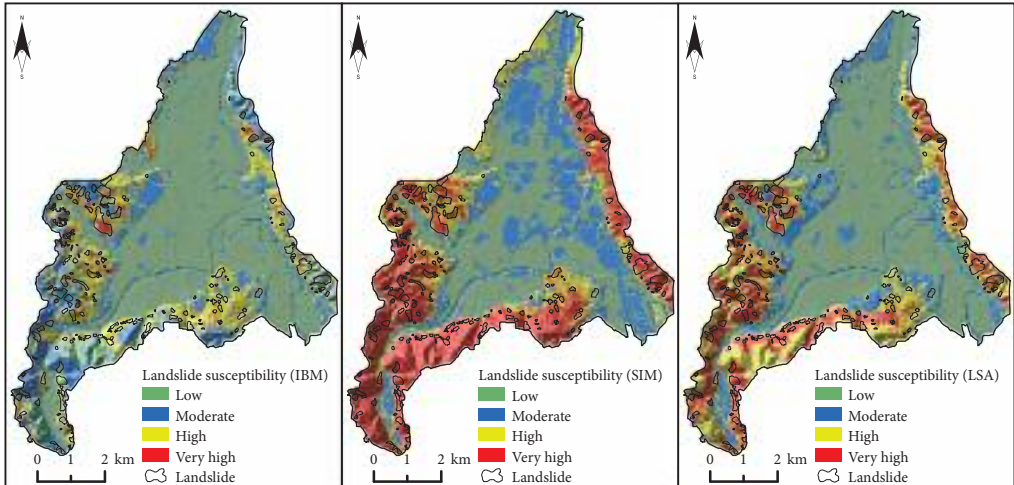 N
S
Landslide susceptibility (IBM)
Low
Moderate
High
Very high
Landslide
0 1 2 km
N
S
Landslide susceptibility (SIM)
Low
Moderate
High
Very high
Landslide
0 1 2 km
N
S
Landslide susceptibility (LSA)
Low
Moderate
High
Very high
Landslide
0 1 2 km